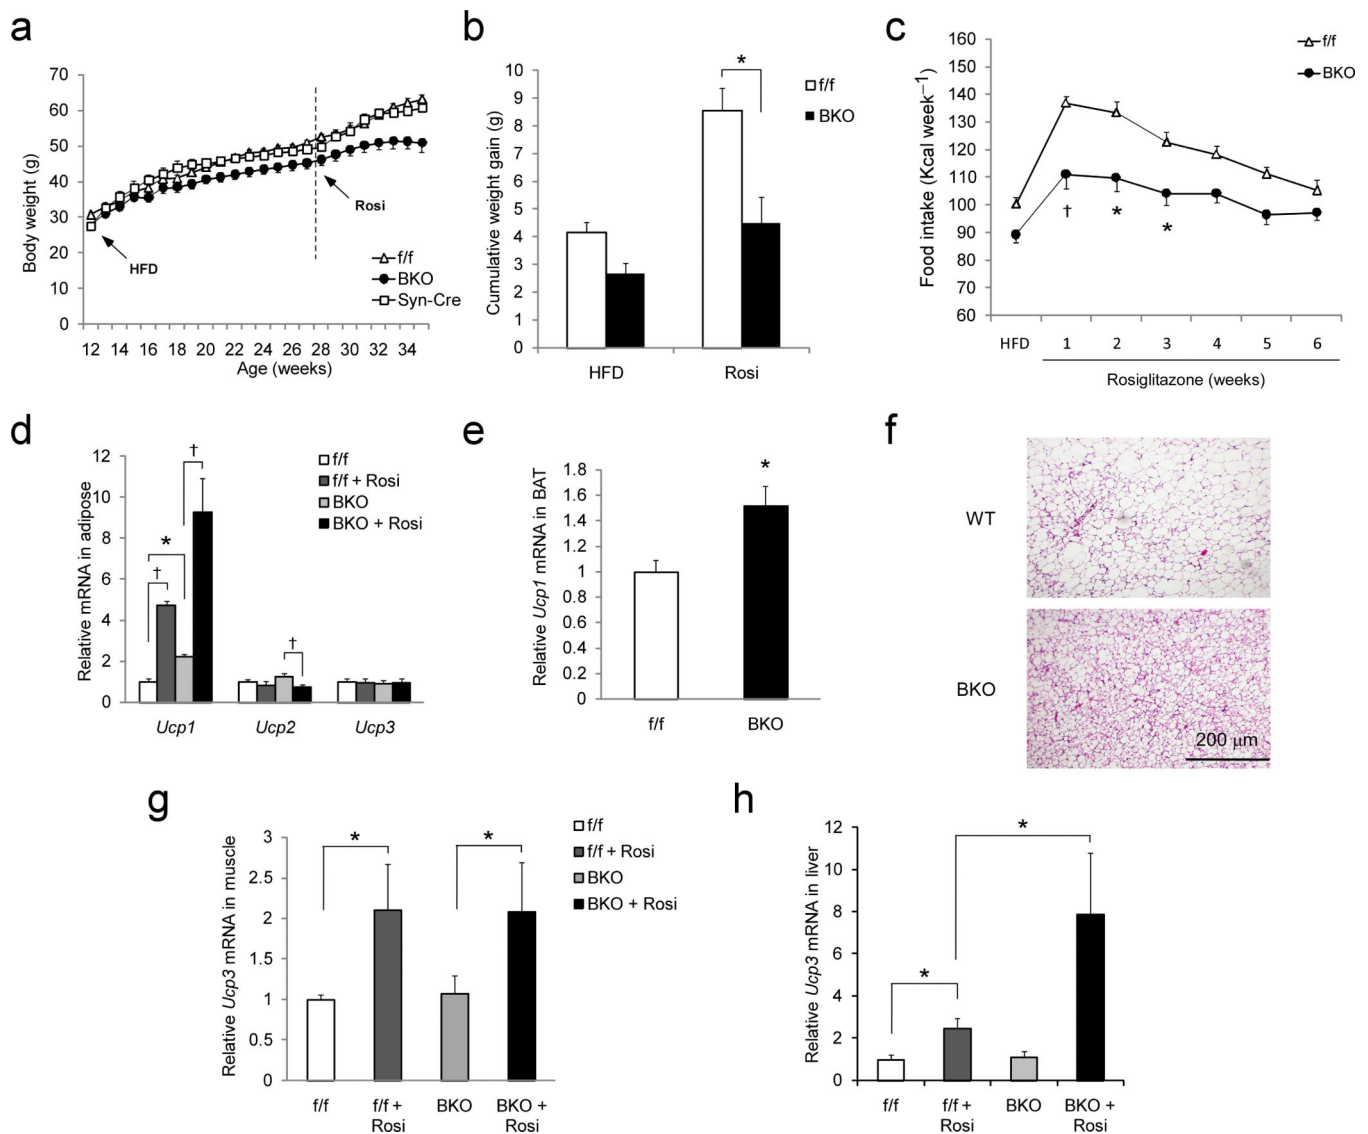 a
Body weight (g)
70
60
50
40
30
20
10
0
HFD
Rosi
f/f
BKO
Syn-Cre
12 14 16 18 20 22 24 26 28 30 32 34
Age (weeks)
b
Cumulative weight gain (g)
10
9
8
7
6
5
4
3
2
1
0
*
f/f
BKO
HFD Rosi
c
Food intake (Kcal week⁻¹)
160
150
140
130
120
110
100
90
80
70
60
f/f
BKO
† * *
HFD 1 2 3 4 5 6
Rosiglitazone (weeks)
d
Relative mRNA in adipose
12
10
8
6
4
2
0
†
*
†
†
f/f
f/f + Rosi
BKO
BKO + Rosi
Ucp1 Ucp2 Ucp3
e
Relative Ucp1 mRNA in BAT
1.8
1.6
1.4
1.2
1
0.8
0.6
0.4
0.2
0
*
f/f BKO
f
WT
BKO
200 μm
g
Relative Ucp3 mRNA in muscle
3
2.5
2
1.5
1
0.5
0
* *
f/f
f/f + Rosi
BKO
BKO + Rosi
f/f f/f + BKO BKO +
Rosi Rosi
h
Relative Ucp3 mRNA in liver
12
10
8
6
4
2
0
*
*
f/f f/f + BKO BKO +
Rosi Rosi